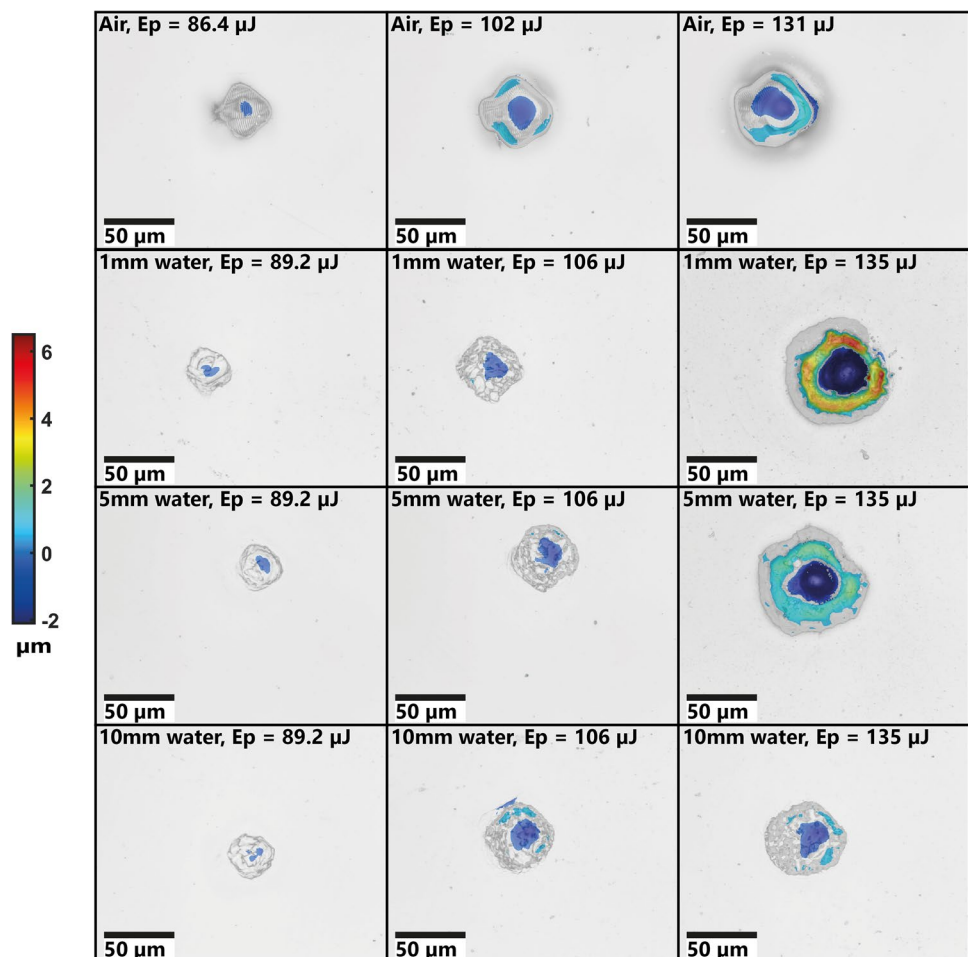 Air, Ep = 86.4 µJ
Air, Ep = 102 µJ
Air, Ep = 131 µJ
50 µm
50 µm
50 µm
1mm water, Ep = 89.2 µJ
1mm water, Ep = 106 µJ
1mm water, Ep = 135 µJ
50 µm
50 µm
50 µm
6
4
2
0
-2
µm
5mm water, Ep = 89.2 µJ
5mm water, Ep = 106 µJ
5mm water, Ep = 135 µJ
50 µm
50 µm
50 µm
10mm water, Ep = 89.2 µJ
10mm water, Ep = 106 µJ
10mm water, Ep = 135 µJ
50 µm
50 µm
50 µm